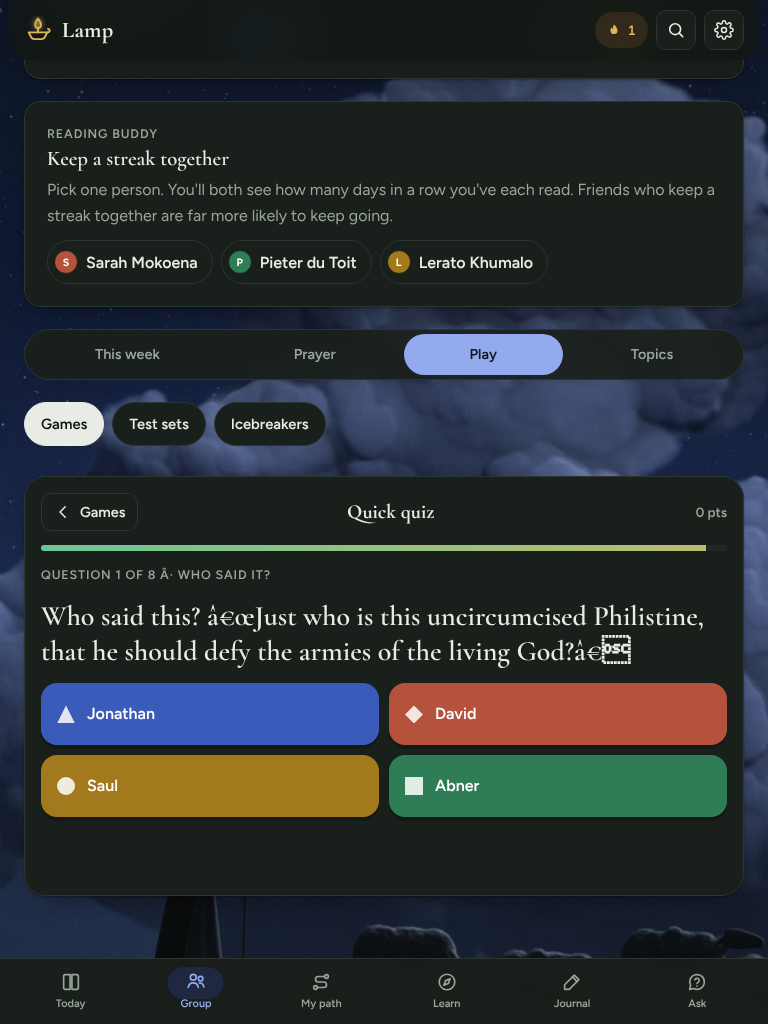 Lamp
1
READING BUDDY
Keep a streak together
Pick one person. You'll both see how many days in a row you've each read. Friends who keep a
streak together are far more likely to keep going.
S Sarah Mokoena
P Pieter du Toit
L Lerato Khumalo
This week
Prayer
Play
Topics
Games
Test sets
Icebreakers
Games
Quick quiz
0 pts
QUESTION 1 OF 8 Â· WHO SAID IT?
Who said this? â€œJust who is this uncircumcised Philistine,
that he should defy the armies of the living God?â€
Jonathan
David
Saul
Abner
Today
Group
My path
Learn
Journal
Ask